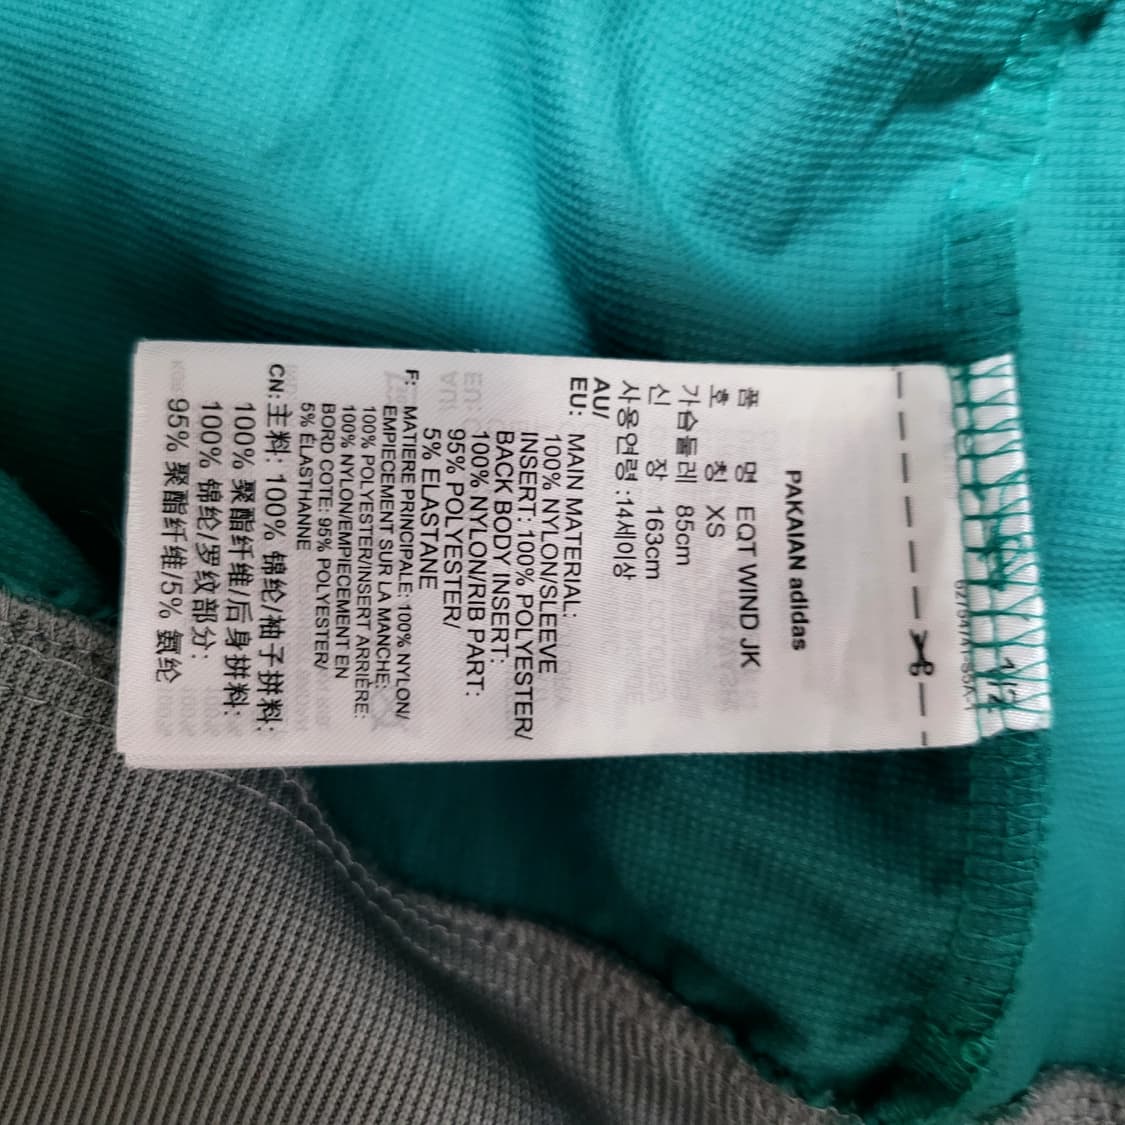 1/2
PAKAIAN adidas
품 명 EQT WIND JK
호 칭 XS
가슴둘레 85cm
신 장 163cm
사용연령:14세이상
AU/
EU: MAIN MATERIAL:
100% NYLON/SLEEVE
INSERT: 100% POLYESTER/
BACK BODY INSERT:
100% NYLON/RIB PART:
95% POLYESTER/
5% ELASTANE
F: MATIERE PRINCIPALE: 100% NYLON/
EMPIECEMENT SUR LA MANCHE:
100% POLYESTER/INSERT ARRIÈRE:
100% NYLON/EMPIECEMENT EN
BORD COTE: 95% POLYESTER/
5% ÉLASTHANNE
CN: 主料: 100% 锦纶/袖子拼料:
100% 聚酯纤维/后身拼料:
100% 锦纶/罗纹部分:
95% 聚酯纤维/5% 氨纶